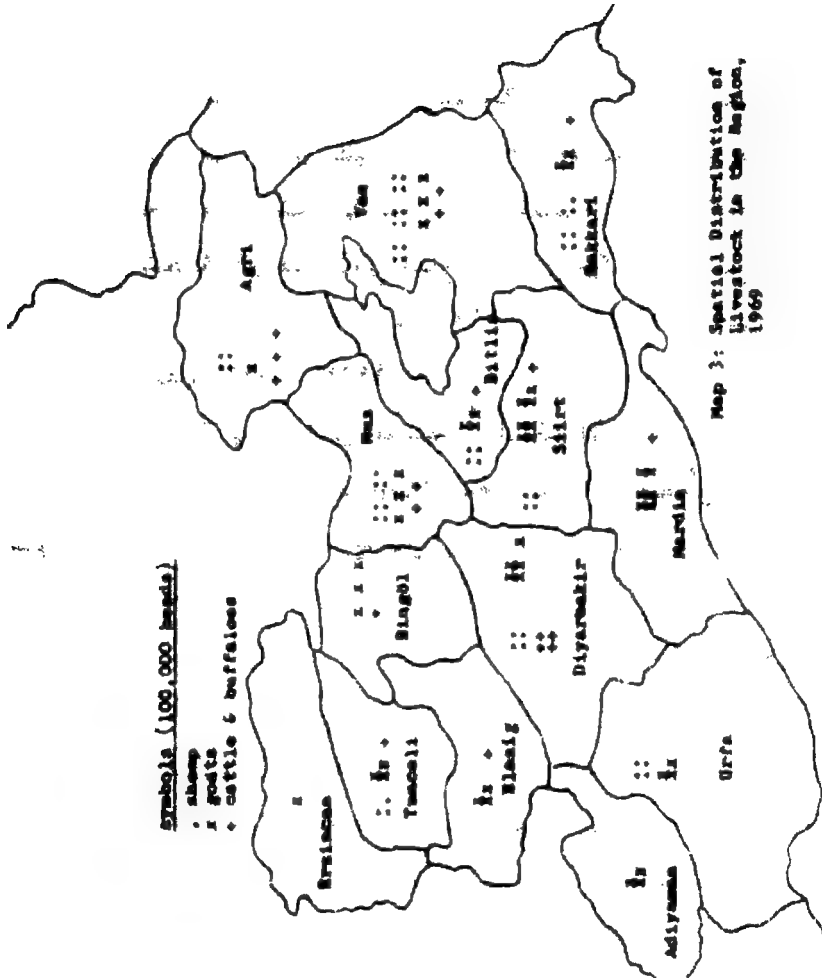 symbols (100,000 heads)
. sheep
x goats
+ cattle & buffaloes
Erzincan
Tunceli
Elazig
Adiyaman
Urfa
Bingöl
Diyarbakir
Mardin
Mus
Bitlis
Siirt
Agri
Van
Hakkari
Map 3: Spatial Distribution of
Livestock in the Region,
1969